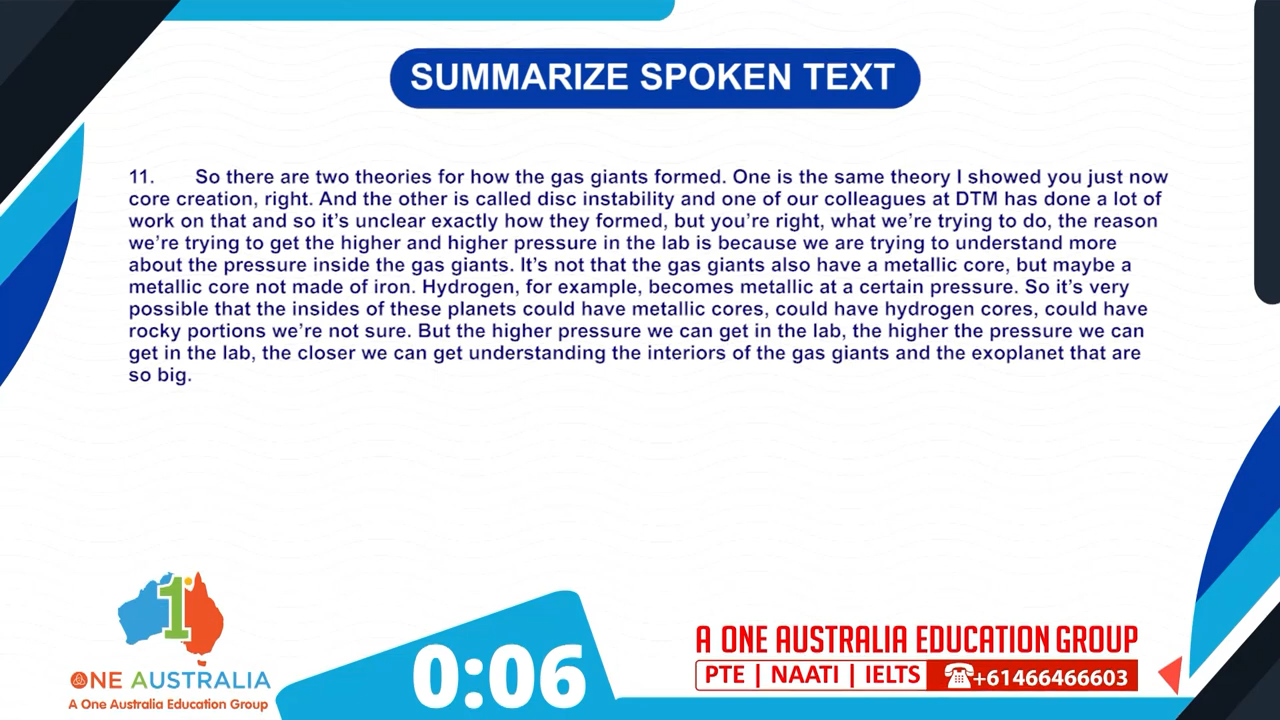 SUMMARIZE SPOKEN TEXT
11. So there are two theories for how the gas giants formed. One is the same theory I showed you just now
core creation, right. And the other is called disc instability and one of our colleagues at DTM has done a lot of
work on that and so it's unclear exactly how they formed, but you're right, what we're trying to do, the reason
we're trying to get the higher and higher pressure in the lab is because we are trying to understand more
about the pressure inside the gas giants. It's not that the gas giants also have a metallic core, but maybe a
metallic core not made of iron. Hydrogen, for example, becomes metallic at a certain pressure. So it's very
possible that the insides of these planets could have metallic cores, could have hydrogen cores, could have
rocky portions we're not sure. But the higher pressure we can get in the lab, the higher the pressure we can
get in the lab, the closer we can get understanding the interiors of the gas giants and the exoplanet that are
so big.
1
ONE AUSTRALIA
A One Australia Education Group
0:06
A ONE AUSTRALIA EDUCATION GROUP
PTE | NAATI | IELTS +61466466603